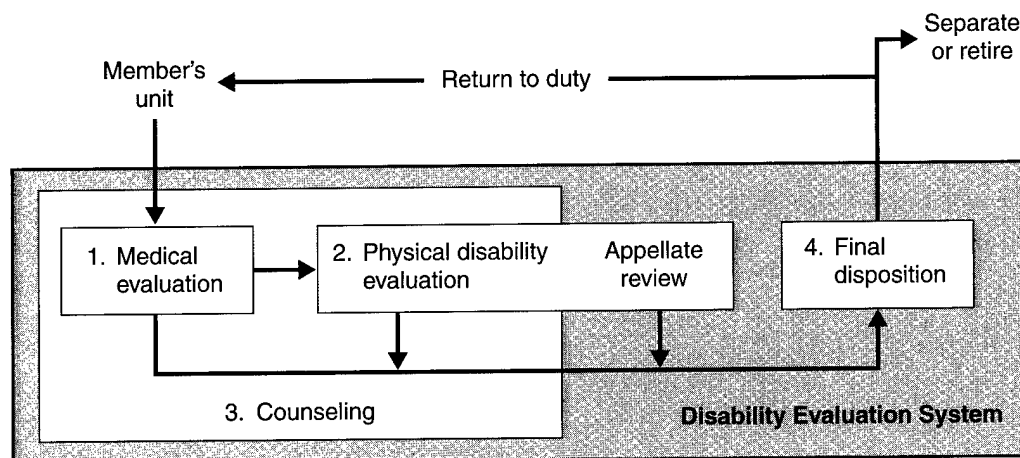 Separate
or retire
Member's
unit
Return to duty
1. Medical
evaluation
2. Physical disability
evaluation
Appellate
review
4. Final
disposition
3. Counseling
Disability Evaluation System